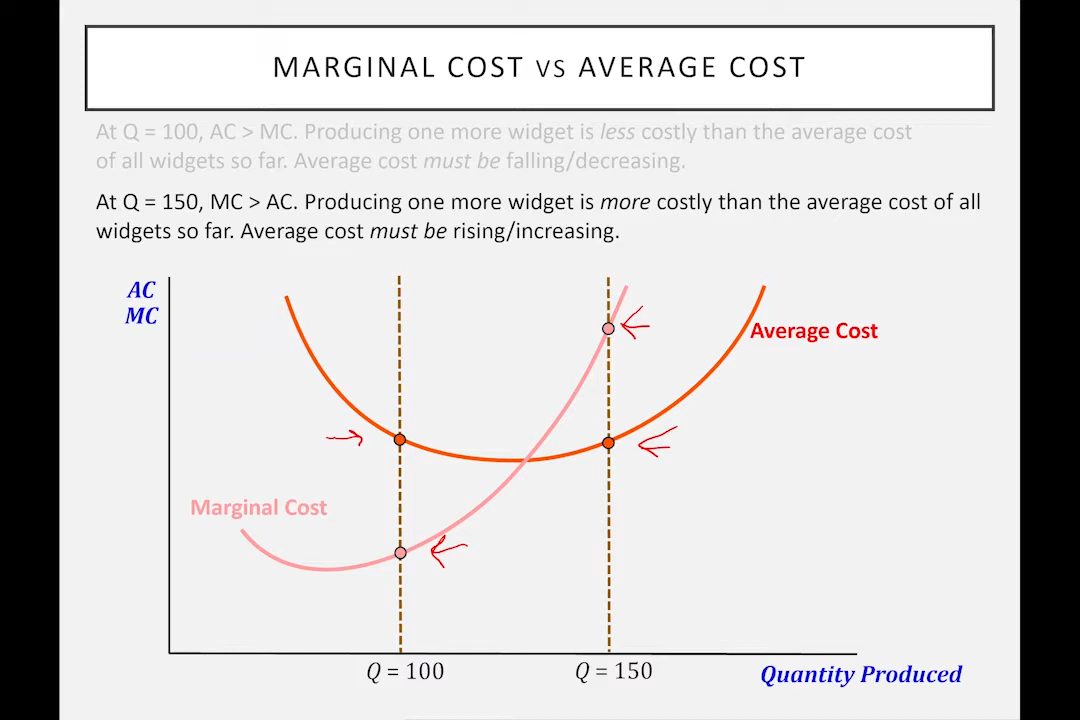 MARGINAL COST VS AVERAGE COST
At Q = 100, AC > MC. Producing one more widget is less costly than the average cost
of all widgets so far. Average cost must be falling/decreasing.
At Q = 150, MC > AC. Producing one more widget is more costly than the average cost of all
widgets so far. Average cost must be rising/increasing.
AC
MC
Average Cost
Marginal Cost
Q = 100
Q = 150
Quantity Produced